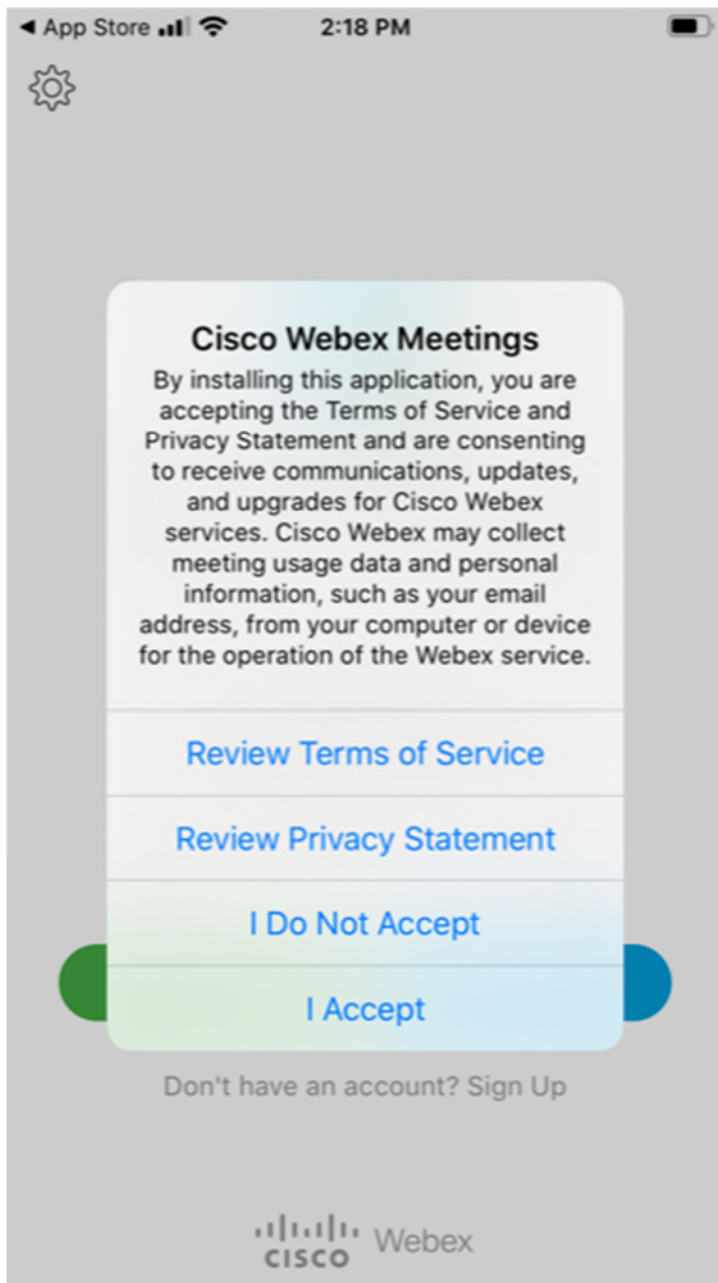 ◀ App Store 2:18 PM
Cisco Webex Meetings
By installing this application, you are
accepting the Terms of Service and
Privacy Statement and are consenting
to receive communications, updates,
and upgrades for Cisco Webex
services. Cisco Webex may collect
meeting usage data and personal
information, such as your email
address, from your computer or device
for the operation of the Webex service.
Review Terms of Service
Review Privacy Statement
I Do Not Accept
I Accept
Don't have an account? Sign Up
CISCO Webex